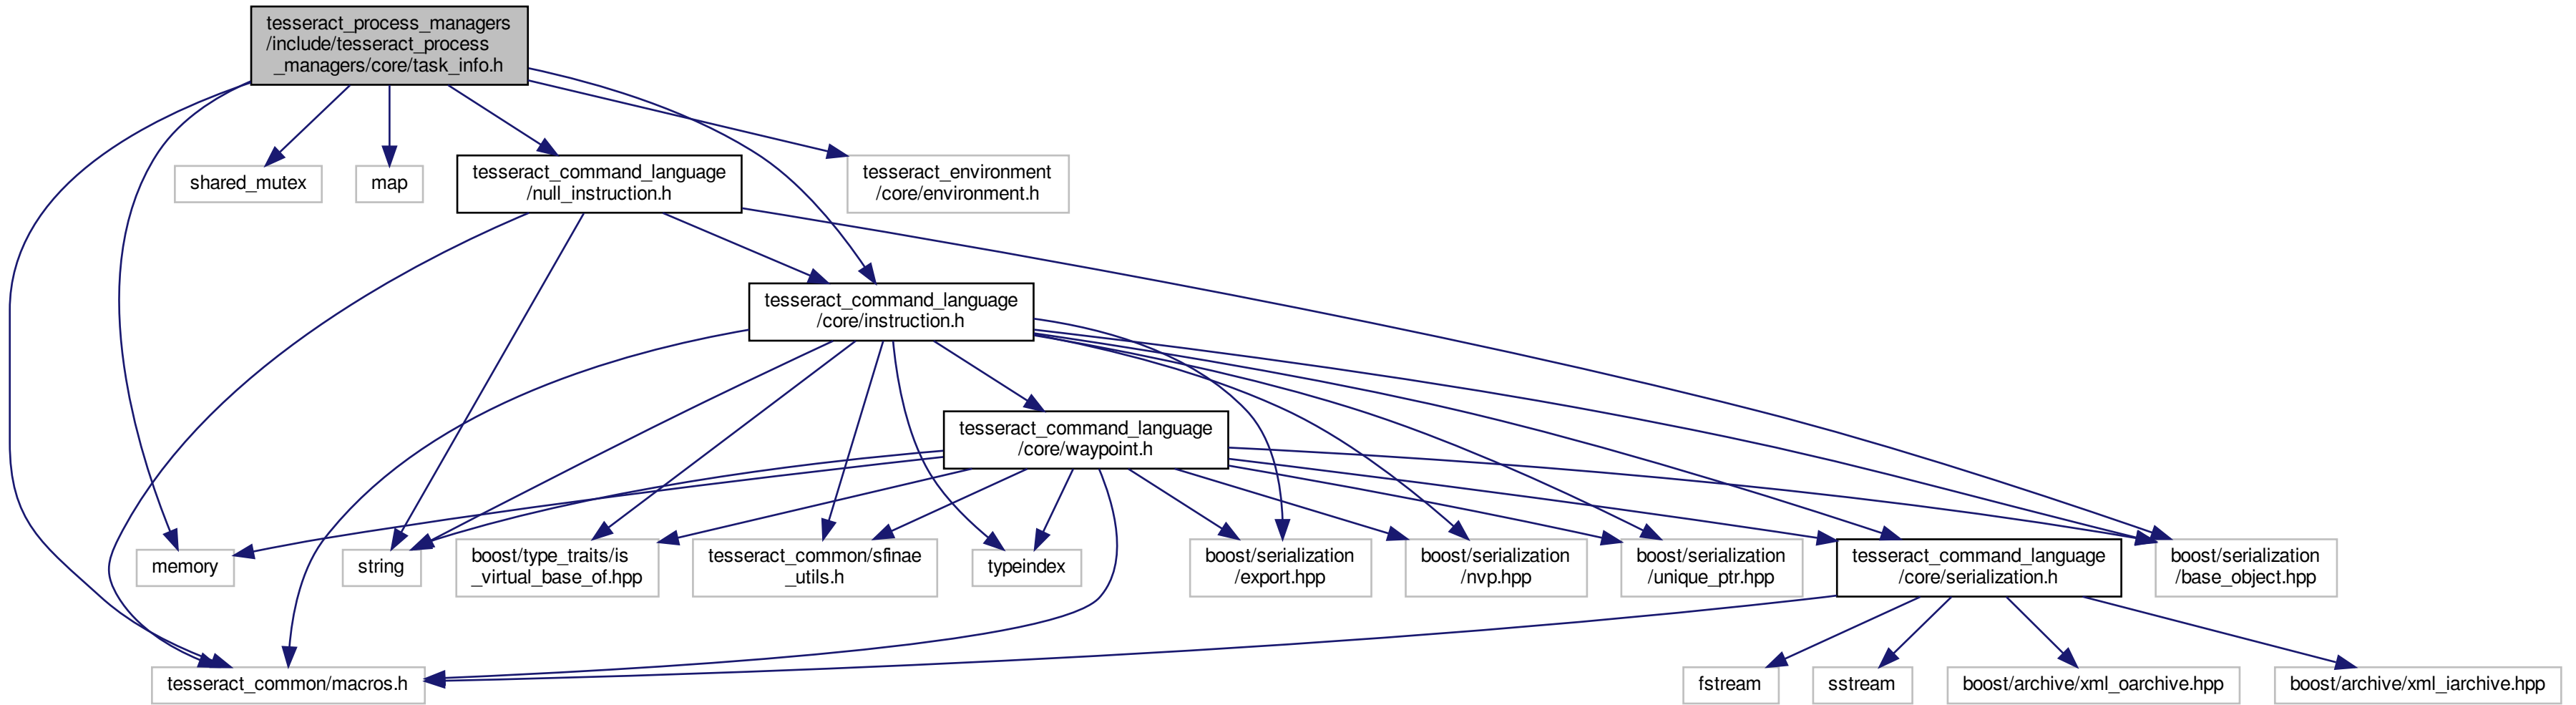 tesseract_process_managers
/include/tesseract_process
_managers/core/task_info.h
shared_mutex
map
tesseract_command_language
/null_instruction.h
tesseract_environment
/core/environment.h
tesseract_command_language
/core/instruction.h
tesseract_command_language
/core/waypoint.h
memory
string
boost/type_traits/is
_virtual_base_of.hpp
tesseract_common/sfinae
_utils.h
typeindex
boost/serialization
/export.hpp
boost/serialization
/nvp.hpp
boost/serialization
/unique_ptr.hpp
tesseract_command_language
/core/serialization.h
boost/serialization
/base_object.hpp
tesseract_common/macros.h
fstream
sstream
boost/archive/xml_oarchive.hpp
boost/archive/xml_iarchive.hpp